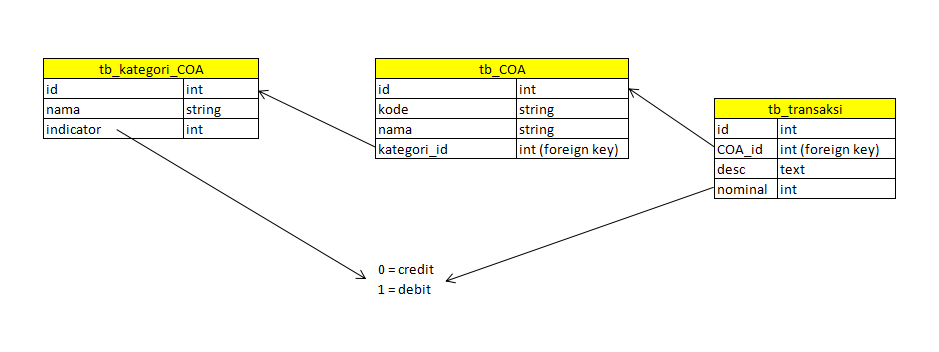 tb_kategori_COA
id int
nama string
indicator int
tb_COA
id int
kode string
nama string
kategori_id int (foreign key)
tb_transaksi
id int
COA_id int (foreign key)
desc text
nominal int
0 = credit
1 = debit